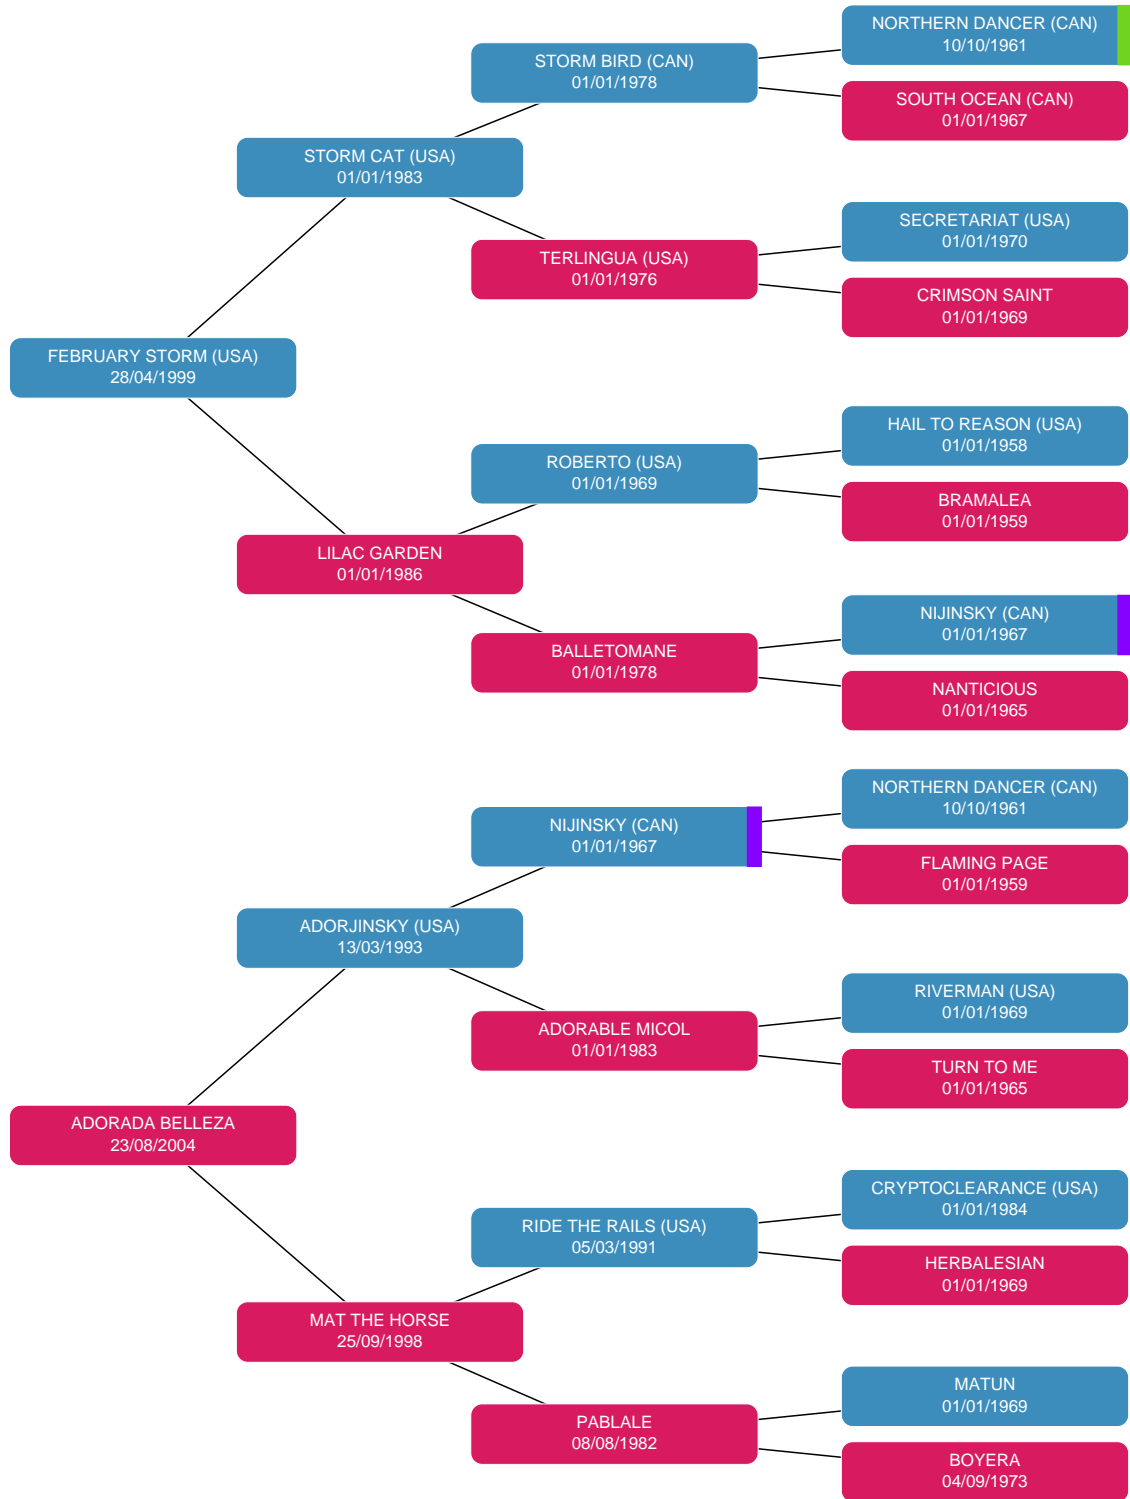 NORTHERN DANCER (CAN)
10/10/1961
STORM BIRD (CAN)
01/01/1978
SOUTH OCEAN (CAN)
01/01/1967
STORM CAT (USA)
01/01/1983
SECRETARIAT (USA)
01/01/1970
TERLINGUA (USA)
01/01/1976
CRIMSON SAINT
01/01/1969
FEBRUARY STORM (USA)
28/04/1999
HAIL TO REASON (USA)
01/01/1958
ROBERTO (USA)
01/01/1969
BRAMALEA
01/01/1959
LILAC GARDEN
01/01/1986
NIJINSKY (CAN)
01/01/1967
BALLETOMANE
01/01/1978
NANTICIOUS
01/01/1965
NORTHERN DANCER (CAN)
10/10/1961
NIJINSKY (CAN)
01/01/1967
FLAMING PAGE
01/01/1959
ADORJINSKY (USA)
13/03/1993
RIVERMAN (USA)
01/01/1969
ADORABLE MICOL
01/01/1983
TURN TO ME
01/01/1965
ADORADA BELLEZA
23/08/2004
CRYPTOCLEARANCE (USA)
01/01/1984
RIDE THE RAILS (USA)
05/03/1991
HERBALESIAN
01/01/1969
MAT THE HORSE
25/09/1998
MATUN
01/01/1969
PABLALE
08/08/1982
BOYERA
04/09/1973